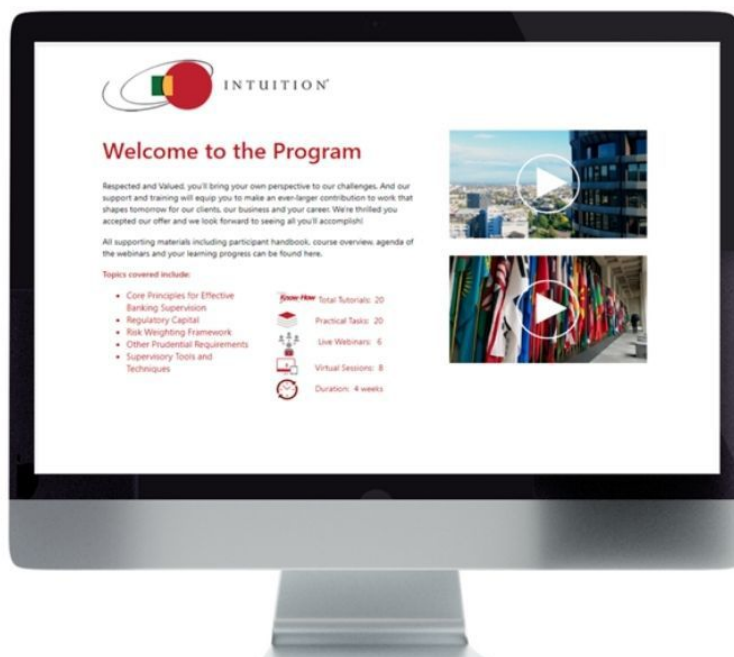 INTUITION®
Welcome to the Program
Respected and Valued, you'll bring your own perspective to our challenges. And our
support and training will equip you to make an ever-larger contribution to work that
shapes tomorrow for our clients, our business and your career. We're thrilled you
accepted our offer and we look forward to seeing all you'll accomplish!
All supporting materials including participant handbook, course overview, agenda of
the webinars and your learning progress can be found here.
Topics covered include:
• Core Principles for Effective
Banking Supervision
• Regulatory Capital
• Risk Weighting Framework
• Other Prudential Requirements
• Supervisory Tools and
Techniques
Know-How Total Tutorials: 20
Practical Tasks: 20
Live Webinars: 6
Virtual Sessions: 8
Duration: 4 weeks